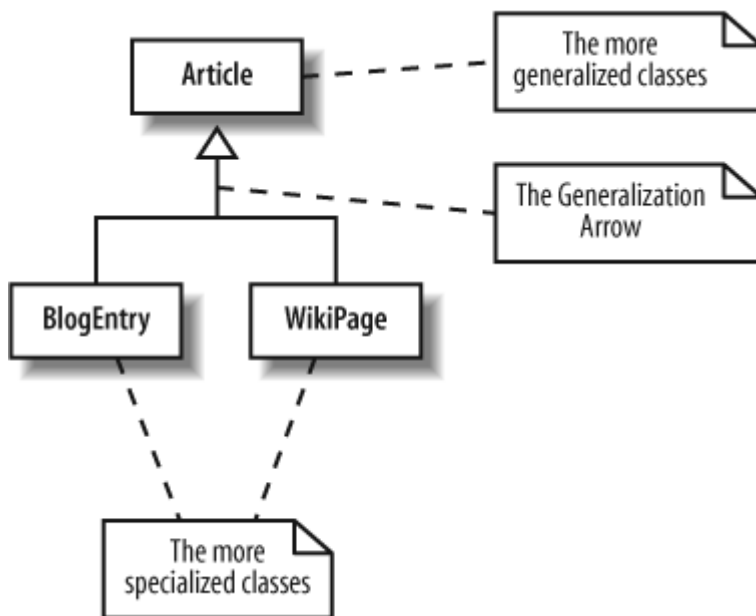 Article
The more
generalized classes
The Generalization
Arrow
BlogEntry
WikiPage
The more
specialized classes